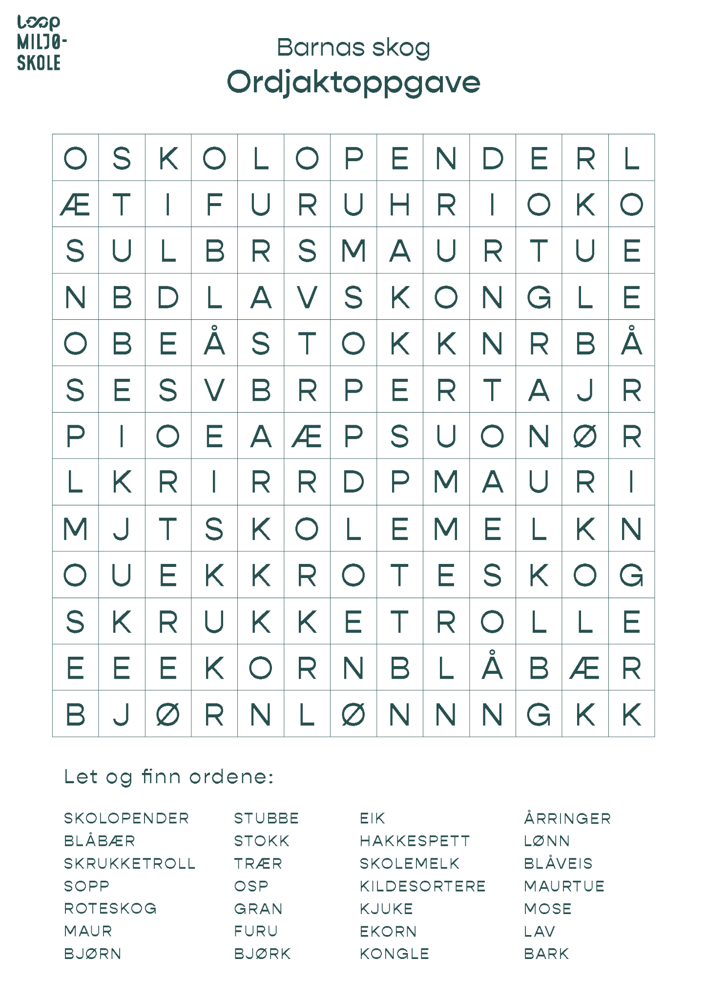 Loop
MILJØ-
SKOLE
Barnas skog
Ordjaktoppgave
O S K O L O P E N D E R L
Æ T I F U R U H R I O K O
S U L B R S M A U R T U E
N B D L A V S K O N G L E
O B E Å S T O K K N R B Å
S E S V B R P E R T A J R
P I O E A Æ P S U O N Ø R
L K R I R R D P M A U R I
M J T S K O L E M E L K N
O U E K K R O T E S K O G
S K R U K K E T R O L L E
E E E K O R N B L Å B Æ R
B J Ø R N L Ø N N N G K K
Let og finn ordene:
SKOLOPENDER STUBBE EIK ÅRRINGER
BLÅBÆR STOKK HAKKESPETT LØNN
SKRUKKETROLL TRÆR SKOLEMELK BLÅVEIS
SOPP OSP KILDESORTERE MAURTUE
ROTESKOG GRAN KJUKE MOSE
MAUR FURU EKORN LAV
BJØRN BJØRK KONGLE BARK